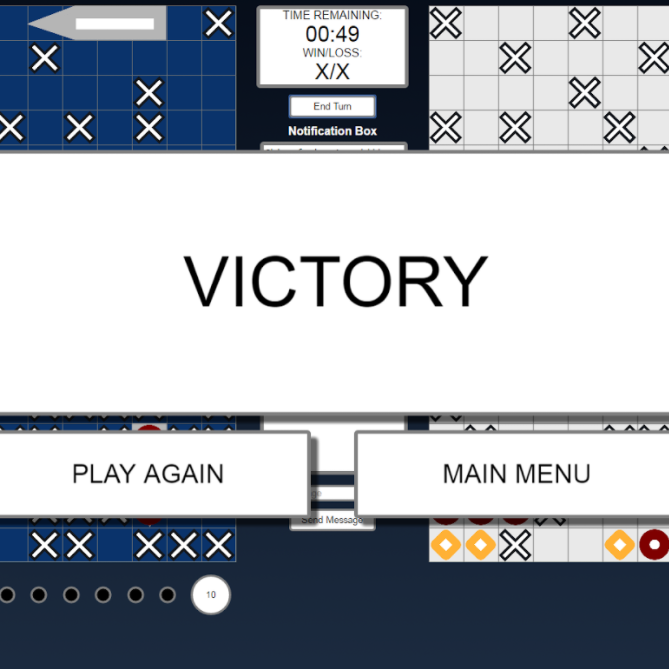 TIME REMAINING:
00:49
WIN/LOSS:
X/X
End Turn
Notification Box
VICTORY
PLAY AGAIN
MAIN MENU
Send Message
10